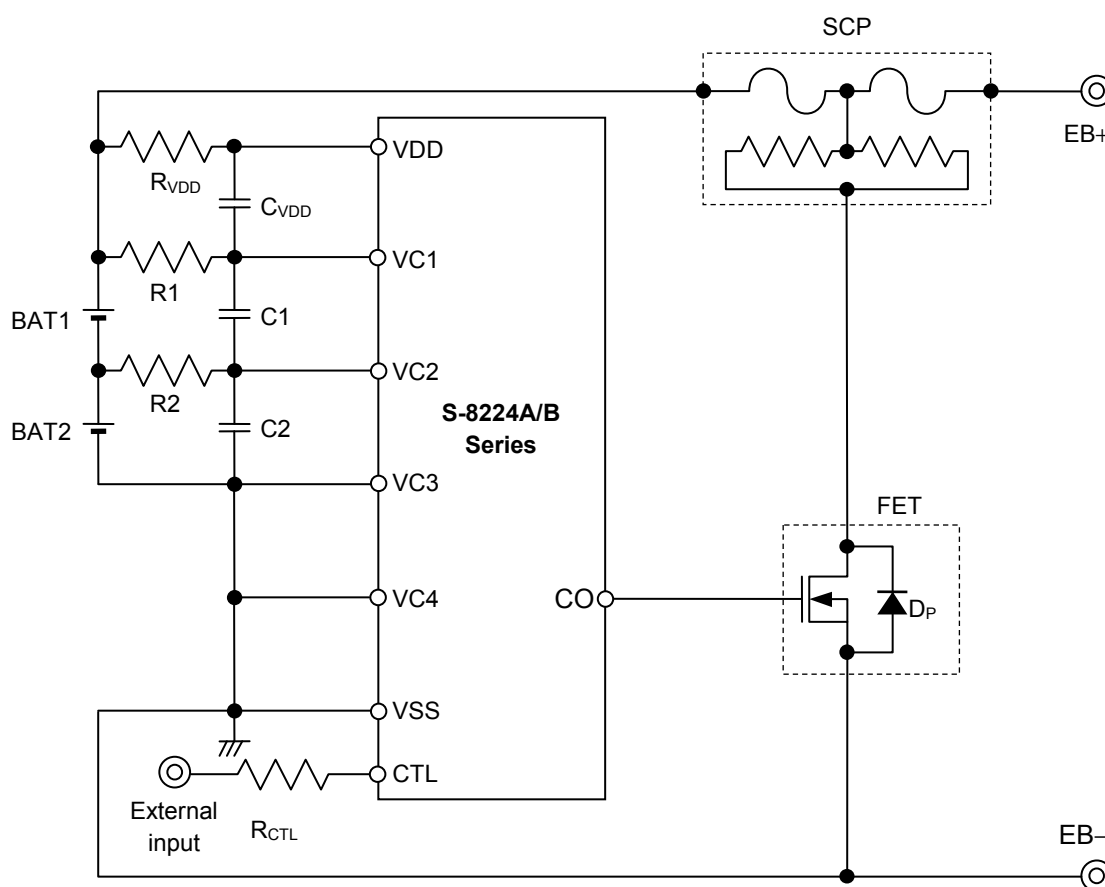 SCP
EB+
VDD
RVDD
CVDD
VC1
R1
C1
BAT1
VC2
R2
C2
BAT2
S-8224A/B
Series
VC3
FET
VC4
CO
DP
VSS
CTL
External
input
RCTL
EB−